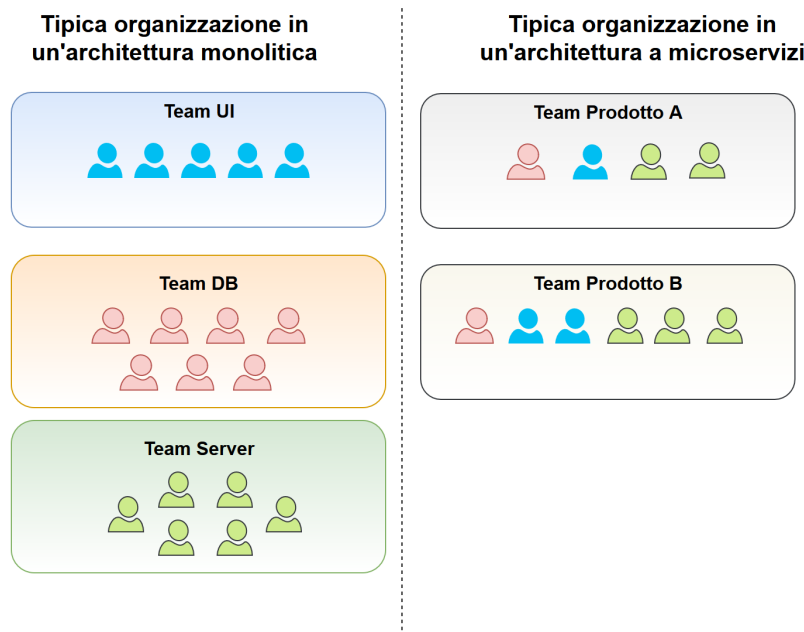 Tipica organizzazione in
un'architettura monolitica
Team UI
Team DB
Team Server
Tipica organizzazione in
un'architettura a microservizi
Team Prodotto A
Team Prodotto B